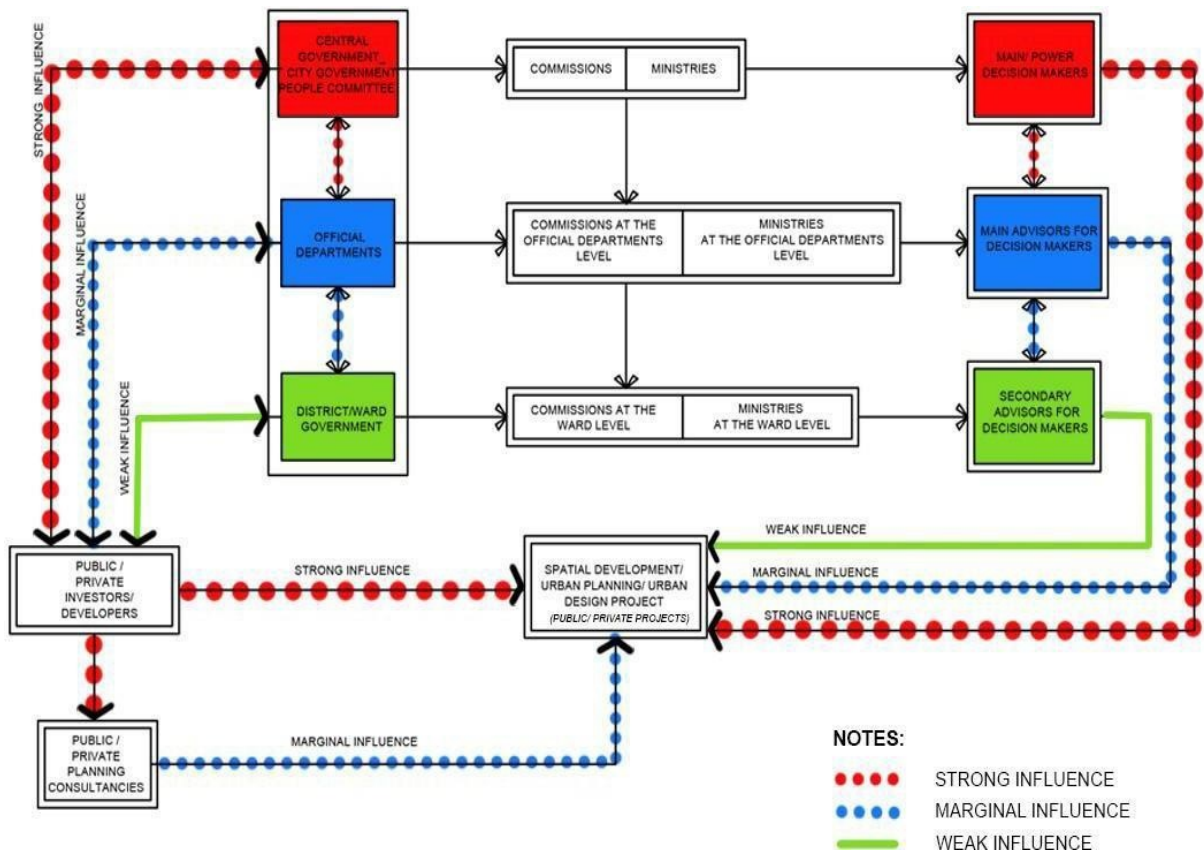 STRONG INFLUENCE
MARGINAL INFLUENCE
WEAK INFLUENCE
CENTRAL
GOVERNMENT_
CITY GOVERNMENT
PEOPLE COMMITTEE
COMMISSIONS
MINISTRIES
MAIN/ POWER
DECISION MAKERS
OFFICIAL
DEPARTMENTS
COMMISSIONS AT THE
OFFICIAL DEPARTMENTS
LEVEL
MINISTRIES
AT THE OFFICIAL DEPARTMENTS
LEVEL
MAIN ADVISORS FOR
DECISION MAKERS
DISTRICT/WARD
GOVERNMENT
COMMISSIONS AT THE
WARD LEVEL
MINISTRIES
AT THE WARD LEVEL
SECONDARY
ADVISORS FOR
DECISION MAKERS
PUBLIC /
PRIVATE
INVESTORS/
DEVELOPERS
STRONG INFLUENCE
SPATIAL DEVELOPMENT/
URBAN PLANNING/ URBAN
DESIGN PROJECT
(PUBLIC/ PRIVATE PROJECTS)
WEAK INFLUENCE
MARGINAL INFLUENCE
STRONG INFLUENCE
PUBLIC /
PRIVATE
PLANNING
CONSULTANCIES
MARGINAL INFLUENCE
NOTES:
STRONG INFLUENCE
MARGINAL INFLUENCE
WEAK INFLUENCE